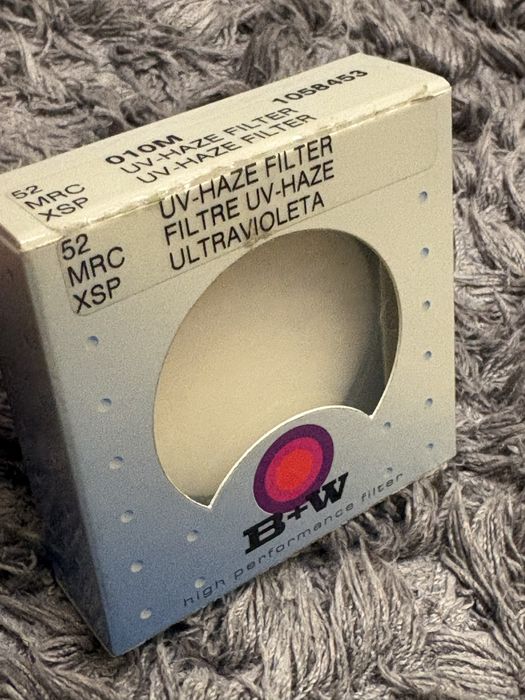 010M 1058453
52 UV-HAZE FILTER
MRC UV-HAZE FILTER
XSP
52 UV-HAZE FILTER
MRC FILTRE UV-HAZE
XSP ULTRAVIOLETA
B+W
high performance filter